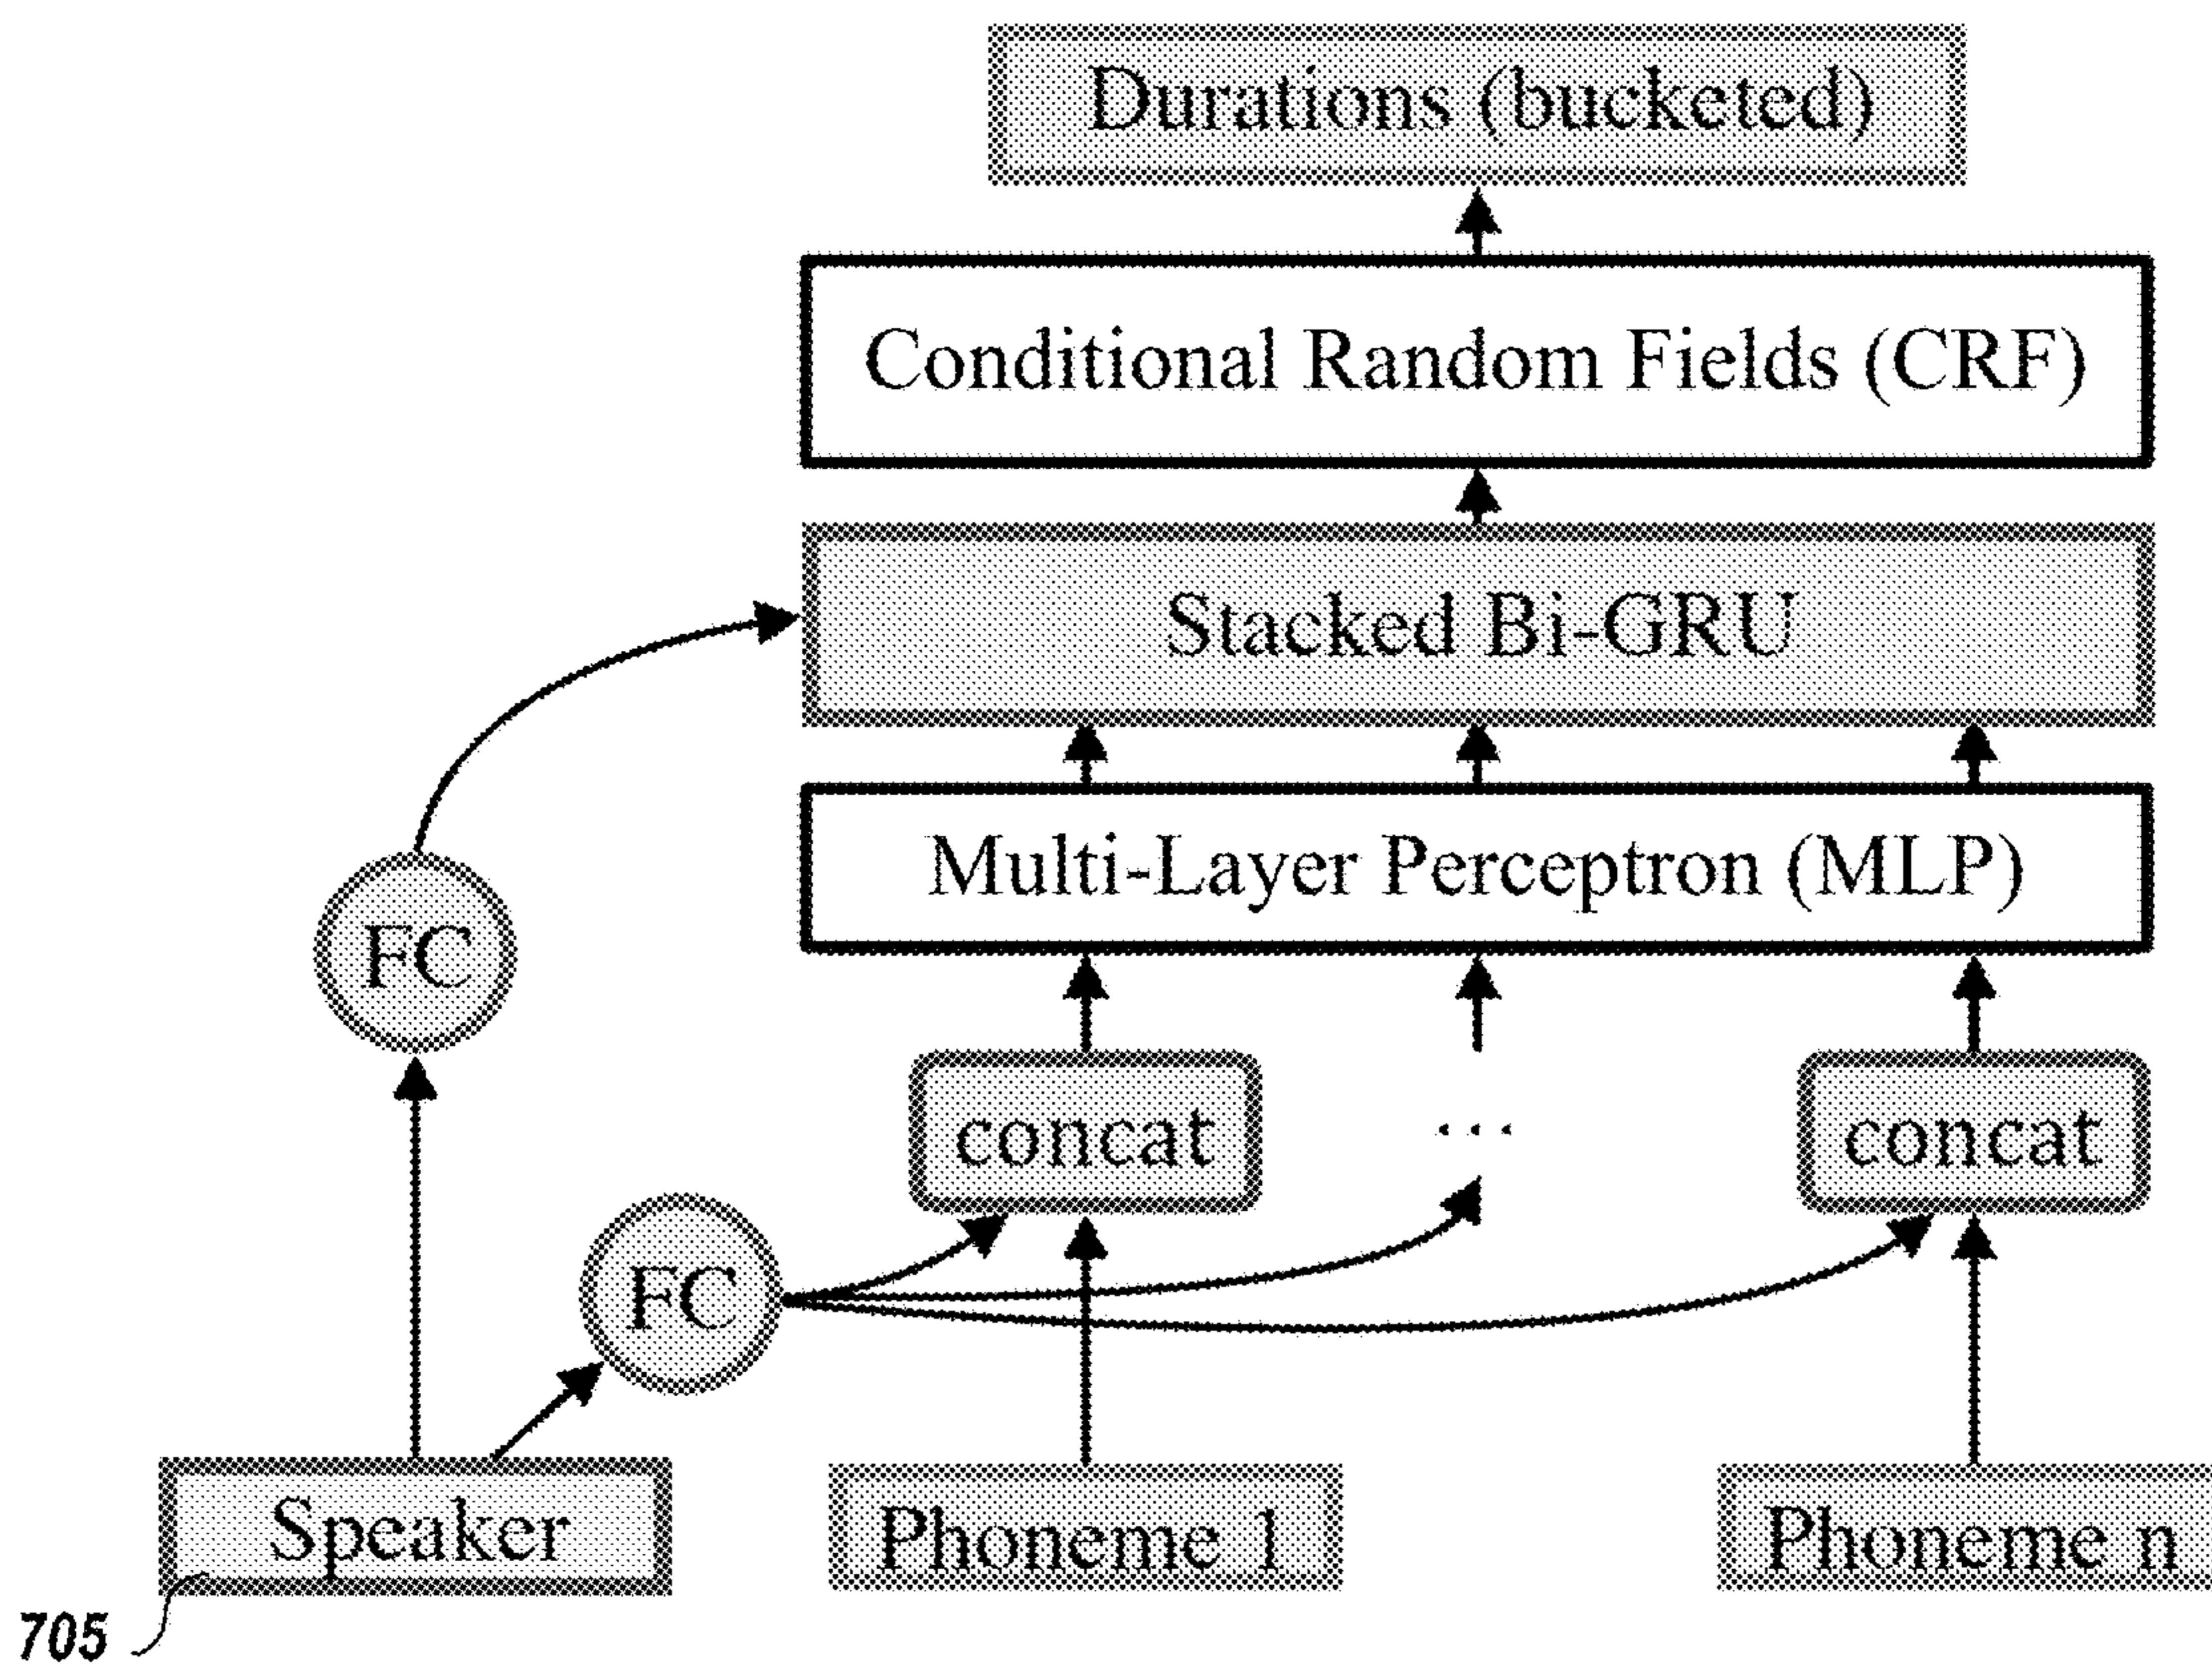 Durations (bucketed)
Conditional Random Fields (CRF)
Stacked Bi-GRU
Multi-Layer Perceptron (MLP)
FC
concat
...
concat
FC
Speaker
Phoneme 1
Phoneme n
705